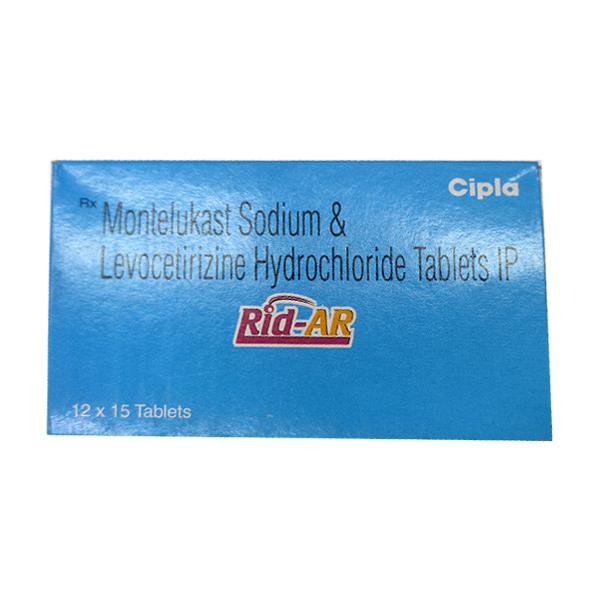 Cipla
Rx Montelukast Sodium &
Levocetirizine Hydrochloride Tablets IP
Rid-AR
12 x 15 Tablets